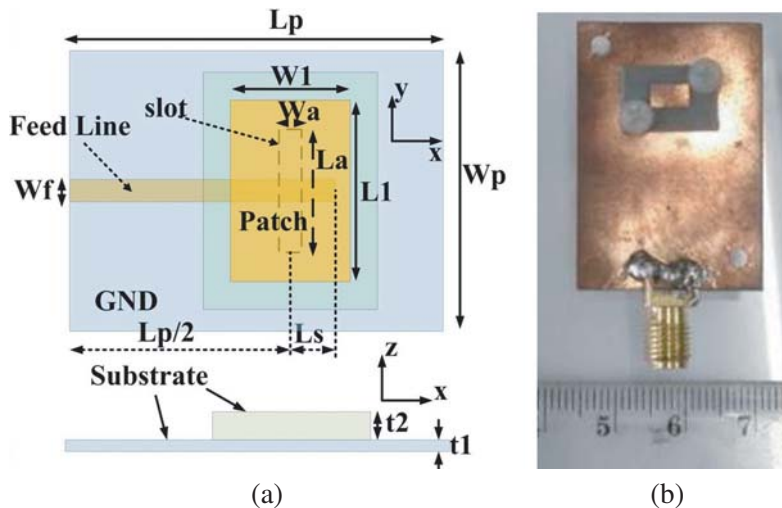 Lp
W1
slot
Wa
y
Feed Line
x
La
Wp
Wf
L1
Patch
GND
Lp/2
Ls
z
Substrate
x
t2
t1
5 6 7
(a) (b)